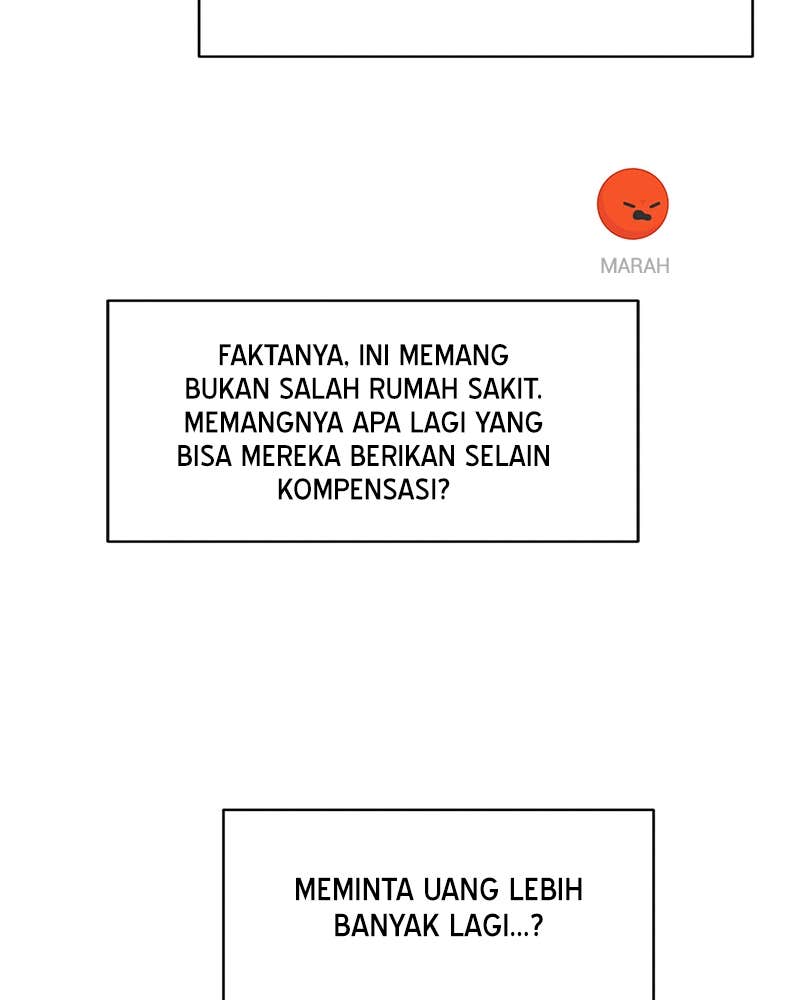 MARAH
FAKTANYA, INI MEMANG
BUKAN SALAH RUMAH SAKIT.
MEMANGNYA APA LAGI YANG
BISA MEREKA BERIKAN SELAIN
KOMPENSASI?
MEMINTA UANG LEBIH
BANYAK LAGI...?